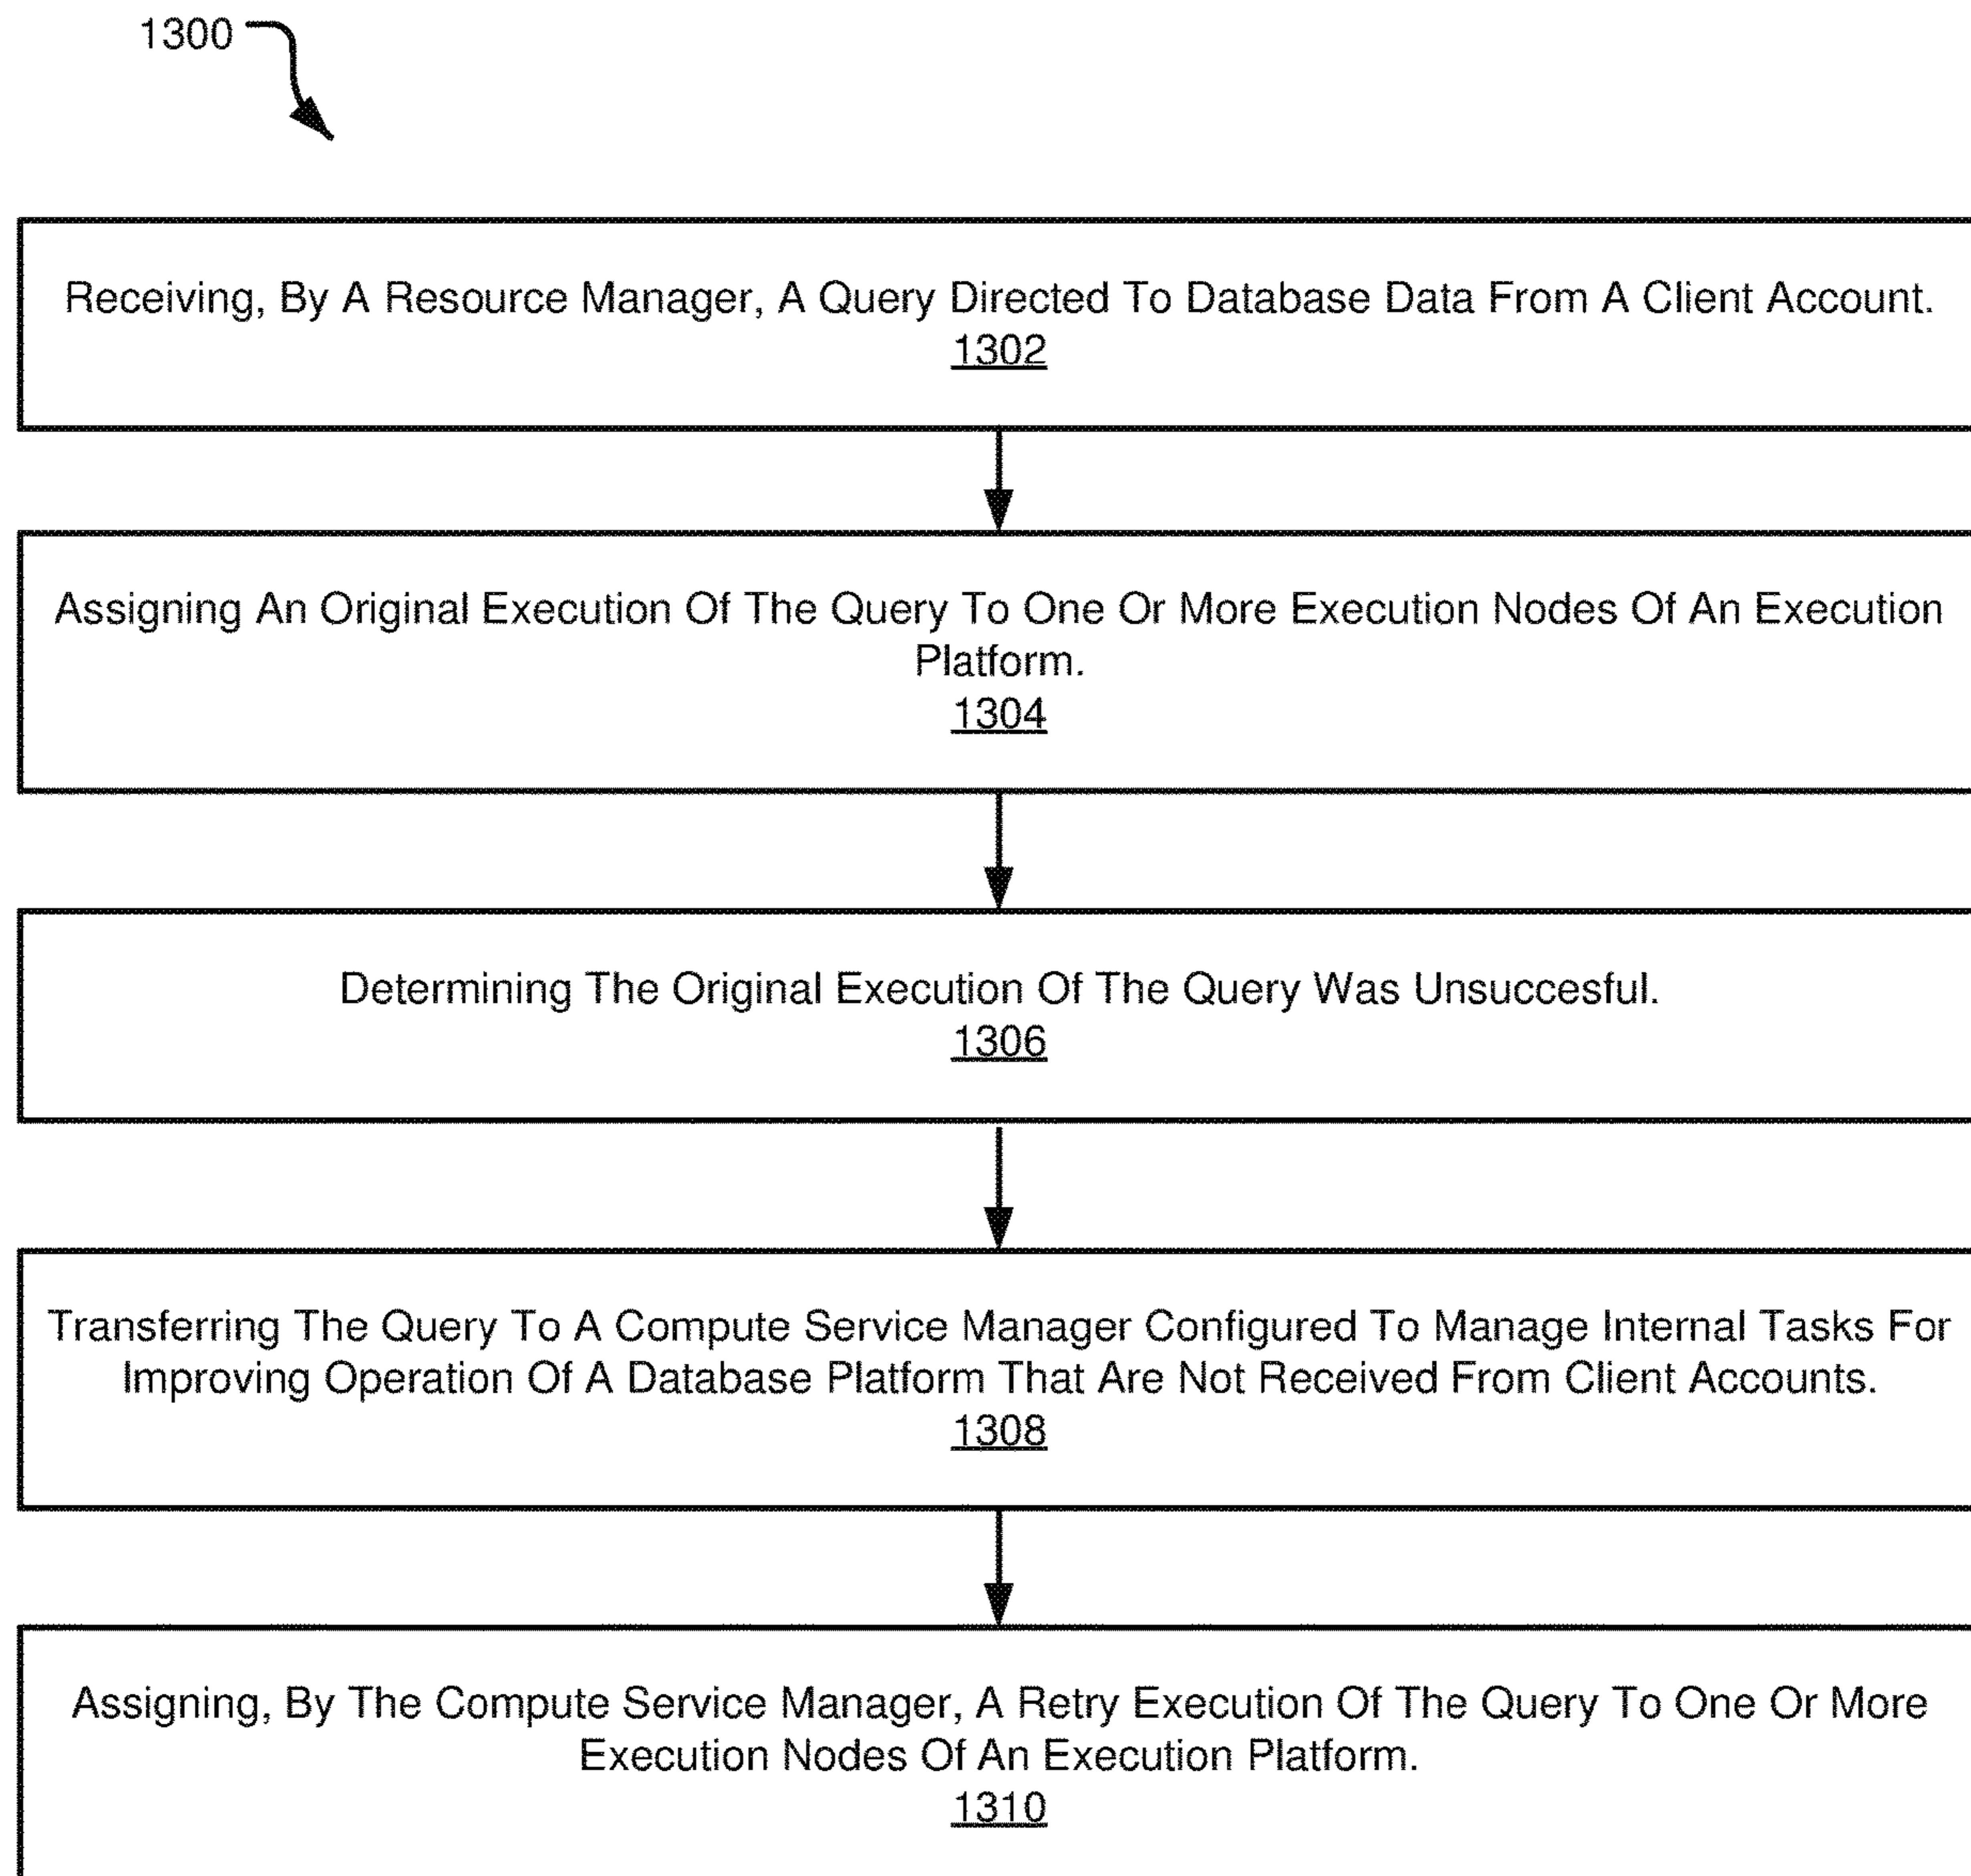 1300
Receiving, By A Resource Manager, A Query Directed To Database Data From A Client Account.
1302
Assigning An Original Execution Of The Query To One Or More Execution Nodes Of An Execution
Platform.
1304
Determining The Original Execution Of The Query Was Unsuccesful.
1306
Transferring The Query To A Compute Service Manager Configured To Manage Internal Tasks For
Improving Operation Of A Database Platform That Are Not Received From Client Accounts.
1308
Assigning, By The Compute Service Manager, A Retry Execution Of The Query To One Or More
Execution Nodes Of An Execution Platform.
1310